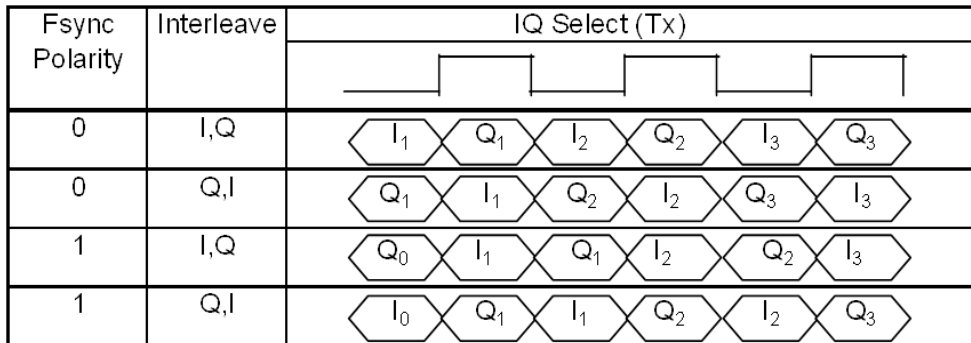 Fsync Polarity Interleave IQ Select (Tx)
0 I,Q I₁ Q₁ I₂ Q₂ I₃ Q₃
0 Q,I Q₁ I₁ Q₂ I₂ Q₃ I₃
1 I,Q Q₀ I₁ Q₁ I₂ Q₂ I₃
1 Q,I I₀ Q₁ I₁ Q₂ I₂ Q₃